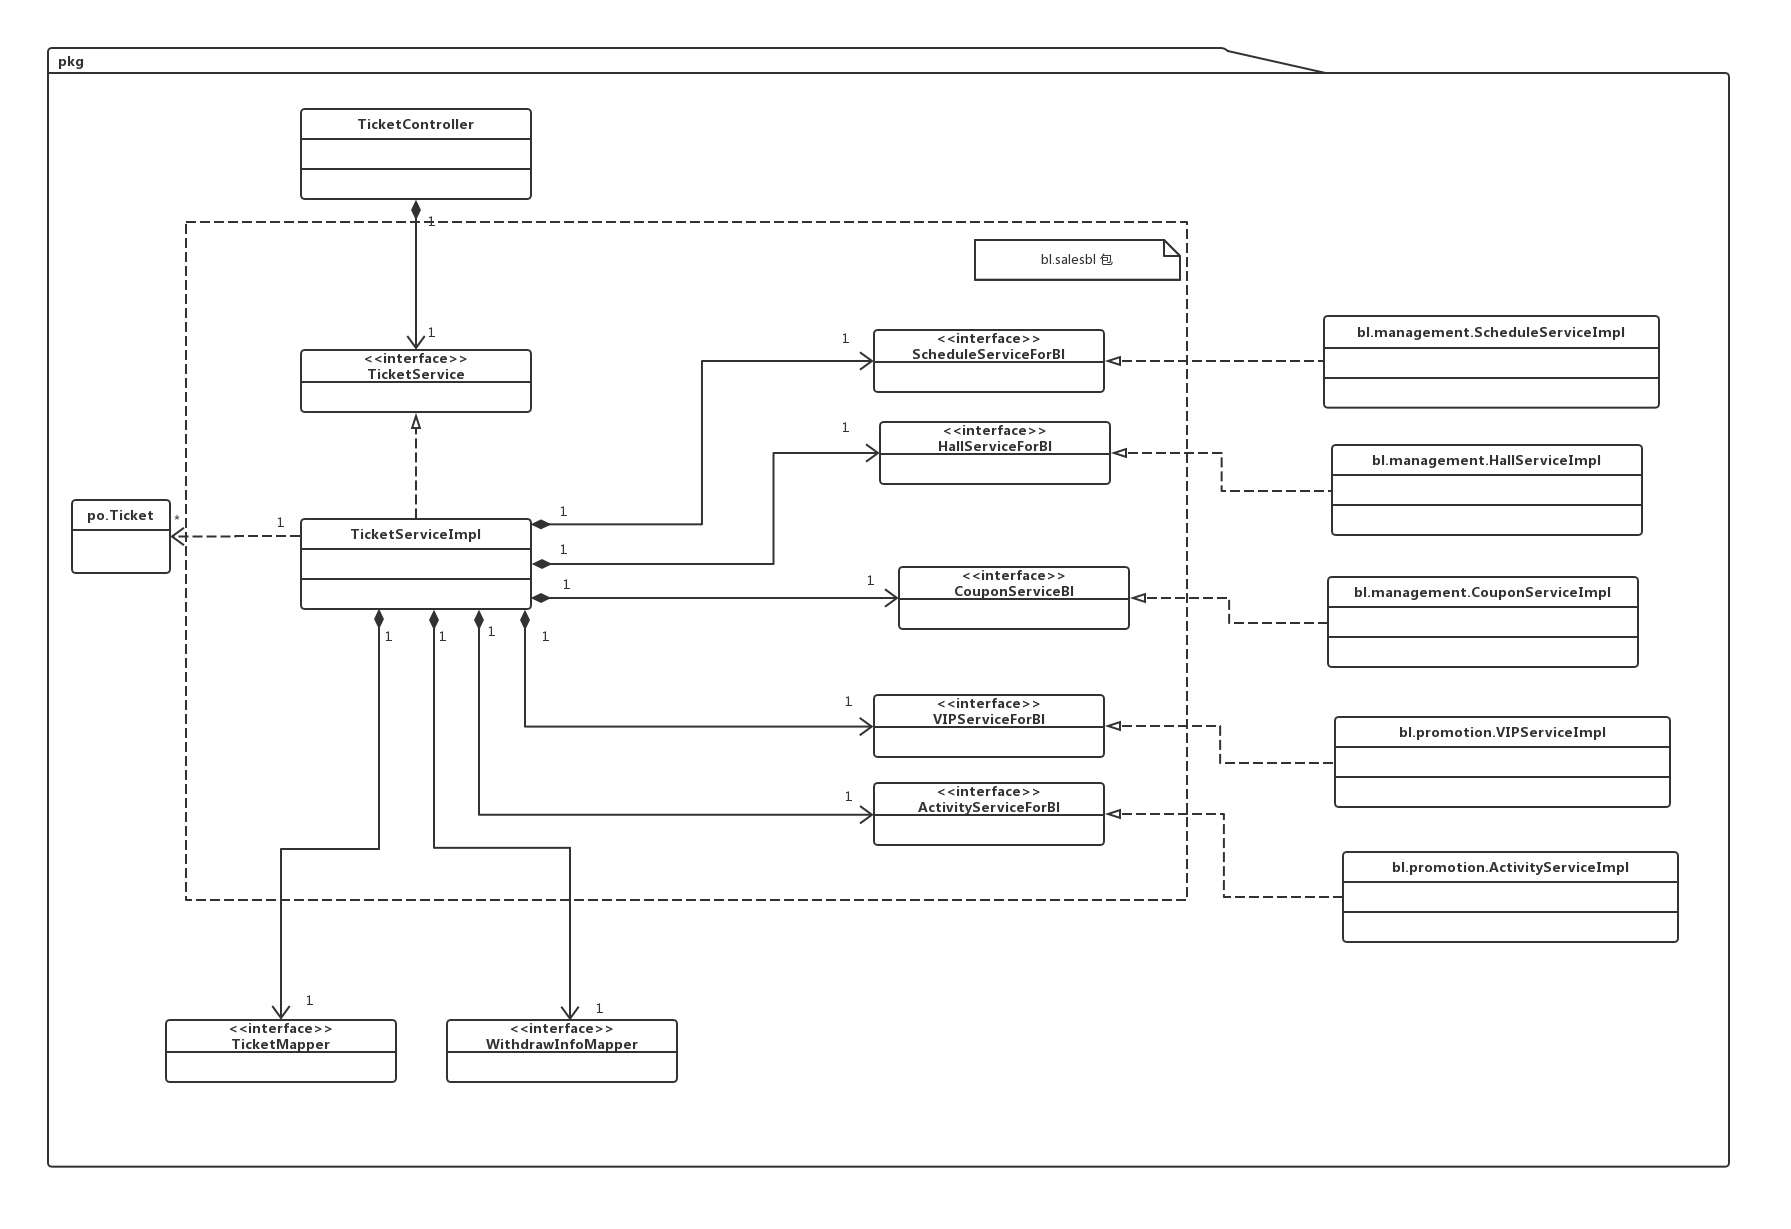 pkg
TicketController
1
bl.salesbl 包
1
<<interface>>
TicketService
1
<<interface>>
ScheduleServiceForBl
bl.management.ScheduleServiceImpl
1
<<interface>>
HallServiceForBl
bl.management.HallServiceImpl
po.Ticket
*
1
TicketServiceImpl
1
1
1
1
<<interface>>
CouponServiceBl
bl.management.CouponServiceImpl
1
1
1
1
1
<<interface>>
VIPServiceForBl
bl.promotion.VIPServiceImpl
1
<<interface>>
ActivityServiceForBl
bl.promotion.ActivityServiceImpl
1
1
<<interface>>
TicketMapper
<<interface>>
WithdrawInfoMapper